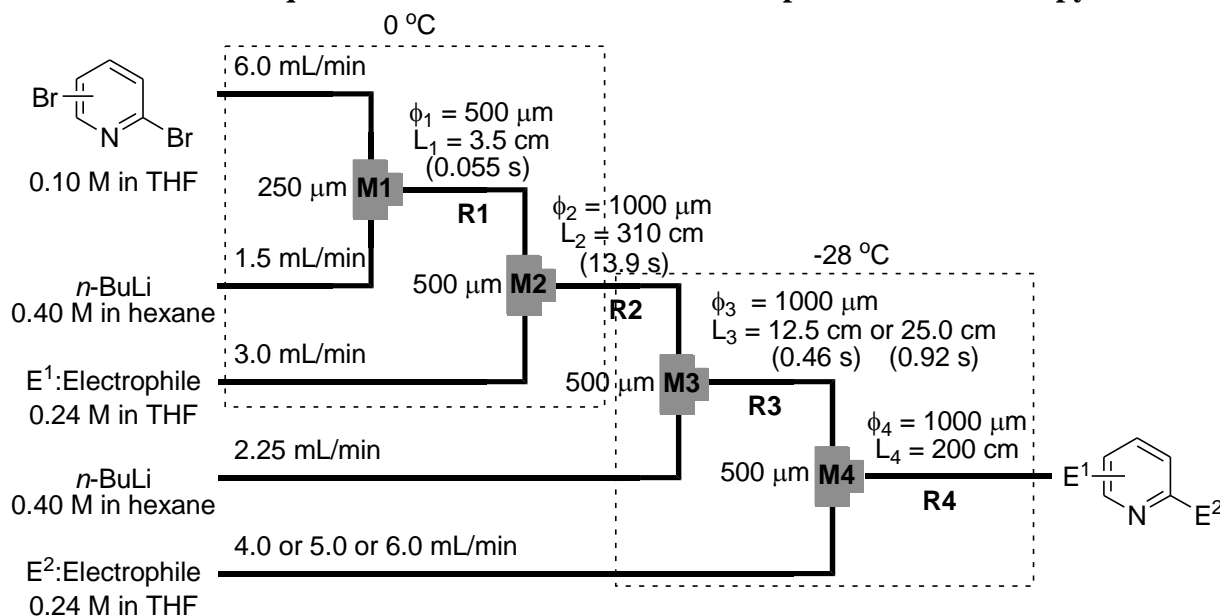 0 °C
6.0 mL/min
Br
N
Br
0.10 M in THF
ϕ1 = 500 μm
L1 = 3.5 cm
(0.055 s)
250 μm M1
R1
1.5 mL/min
n-BuLi
0.40 M in hexane
ϕ2 = 1000 μm
L2 = 310 cm
(13.9 s)
500 μm M2
R2
-28 °C
3.0 mL/min
E1:Electrophile
0.24 M in THF
ϕ3 = 1000 μm
L3 = 12.5 cm or 25.0 cm
(0.46 s) (0.92 s)
500 μm M3
R3
2.25 mL/min
n-BuLi
0.40 M in hexane
ϕ4 = 1000 μm
L4 = 200 cm
500 μm M4
R4
E1
N
E2
4.0 or 5.0 or 6.0 mL/min
E2:Electrophile
0.24 M in THF